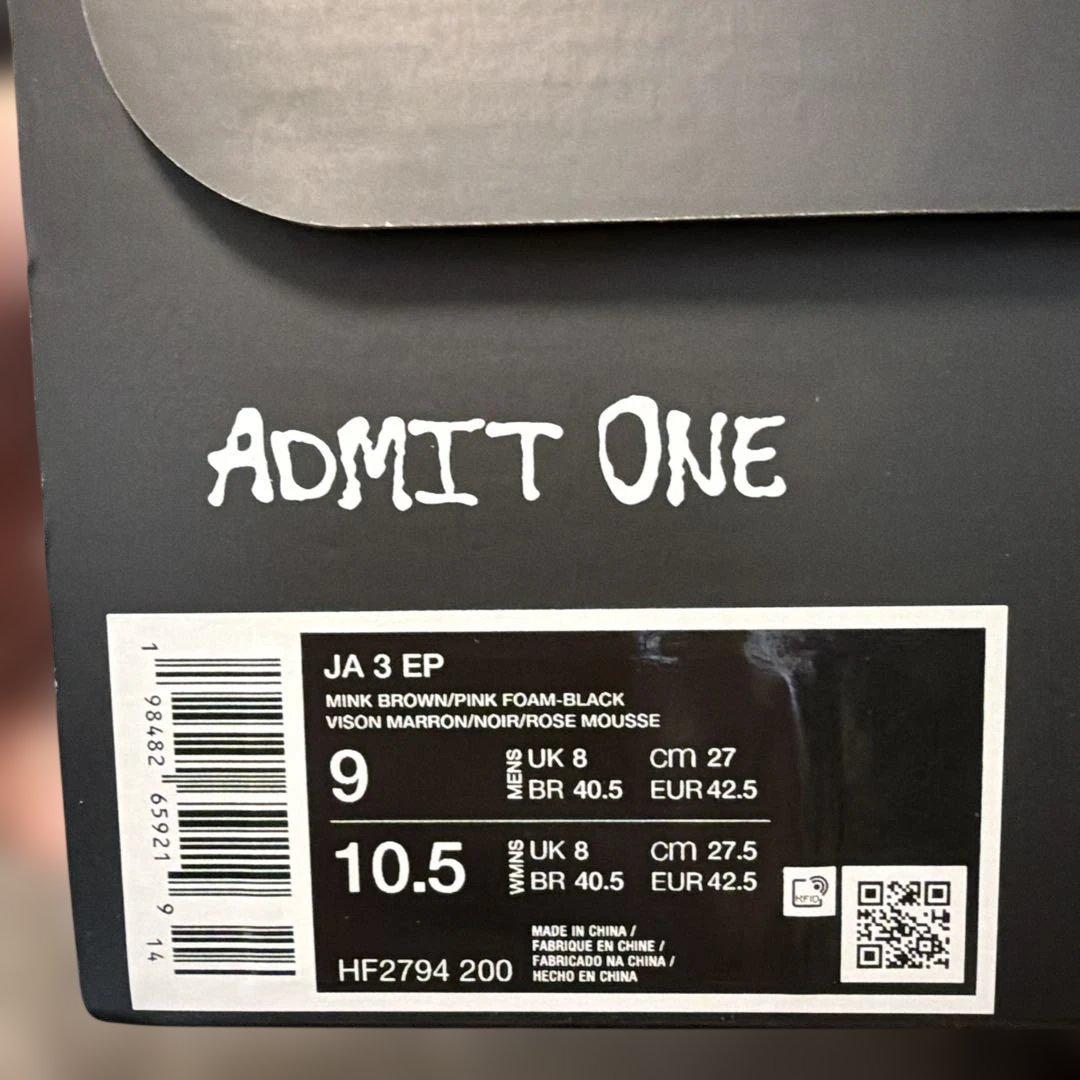 ADMIT ONE
1 98482 65921 9 14
JA 3 EP
MINK BROWN/PINK FOAM-BLACK
VISON MARRON/NOIR/ROSE MOUSSE
9 MENS UK 8 cm 27
BR 40.5 EUR 42.5
10.5 WMNS UK 8 cm 27.5
BR 40.5 EUR 42.5
RFID
MADE IN CHINA /
FABRIQUE EN CHINE /
FABRICADO NA CHINA /
HECHO EN CHINA
HF2794 200